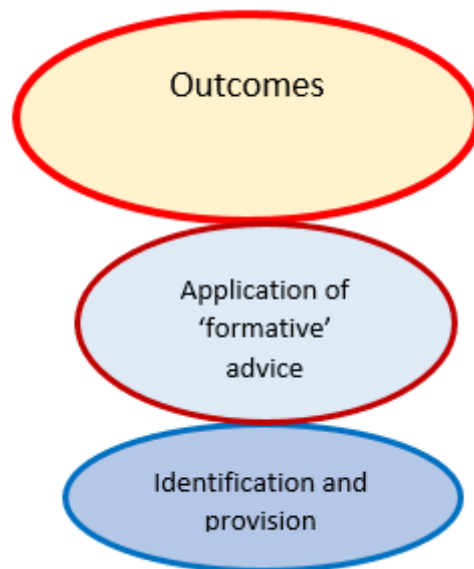 Outcomes
Application of
‘formative’
advice
Identification and
provision